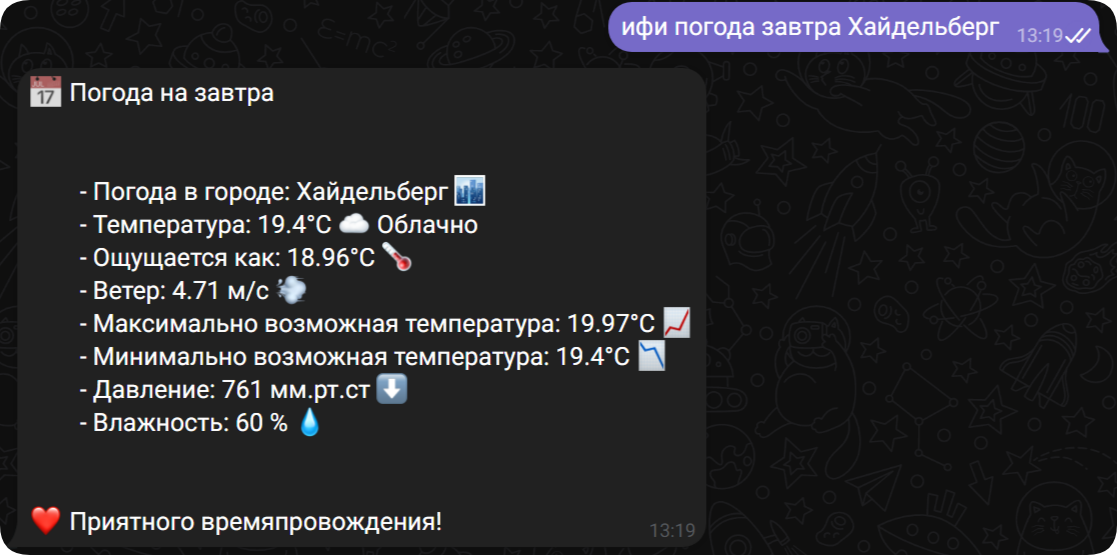 ифи погода завтра Хайдельберг 13:19
17 Погода на завтра
- Погода в городе: Хайдельберг
- Температура: 19.4°C ☁️ Облачно
- Ощущается как: 18.96°C
- Ветер: 4.71 м/с
- Максимально возможная температура: 19.97°C
- Минимально возможная температура: 19.4°C
- Давление: 761 мм.рт.ст
- Влажность: 60 %
Приятного времяпровождения!
13:19